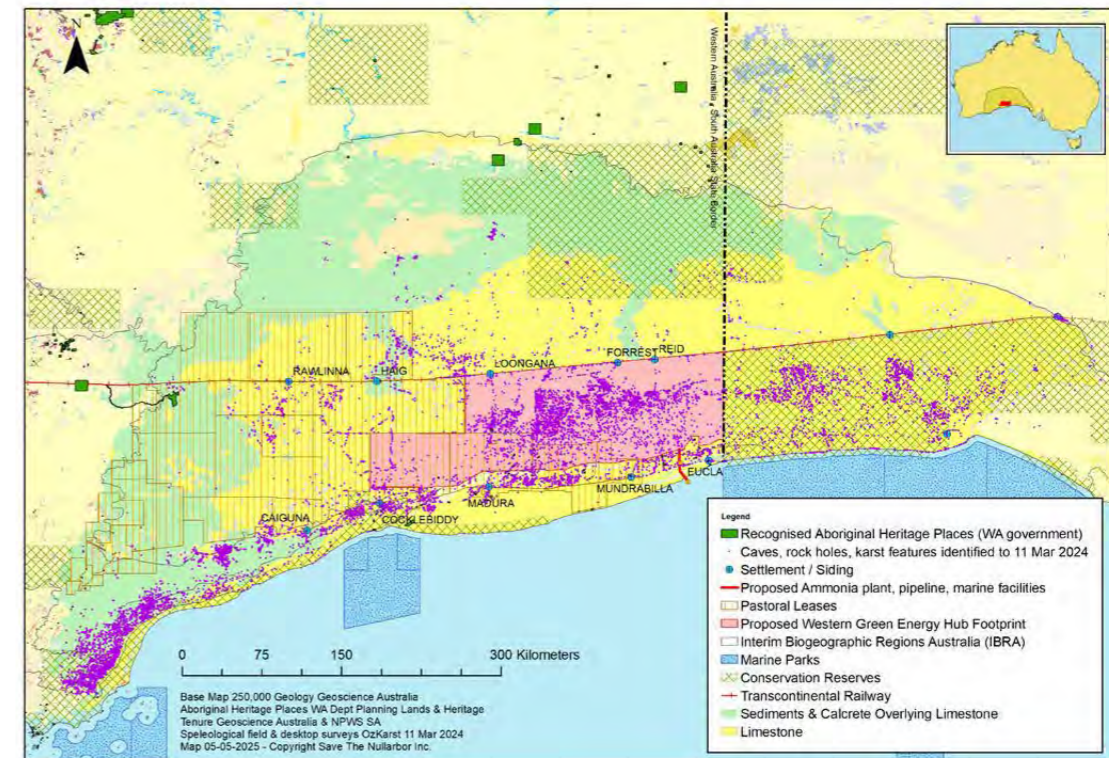 N
Western Australia South Australia State Border
FORREST
REID
LOONGANA
RAWLINNA
HAIG
EUCLA
MUNDRABILLA
MADURA
COCKLEBIDDY
CAIGUNA
0 75 150 300 Kilometers
Base Map 250,000 Geology Geoscience Australia
Aboriginal Heritage Places WA Dept Planning Lands & Heritage
Tenure Geoscience Australia & NPWS SA
Speleological field & desktop surveys OzKarst 11 Mar 2024
Map 05-05-2025 - Copyright Save The Nullarbor Inc.
Legend
Recognised Aboriginal Heritage Places (WA government)
Caves, rock holes, karst features identified to 11 Mar 2024
Settlement / Siding
Proposed Ammonia plant, pipeline, marine facilities
Pastoral Leases
Proposed Western Green Energy Hub Footprint
Interim Biogeographic Regions Australia (IBRA)
Marine Parks
Conservation Reserves
Transcontinental Railway
Sediments & Calcrete Overlying Limestone
Limestone